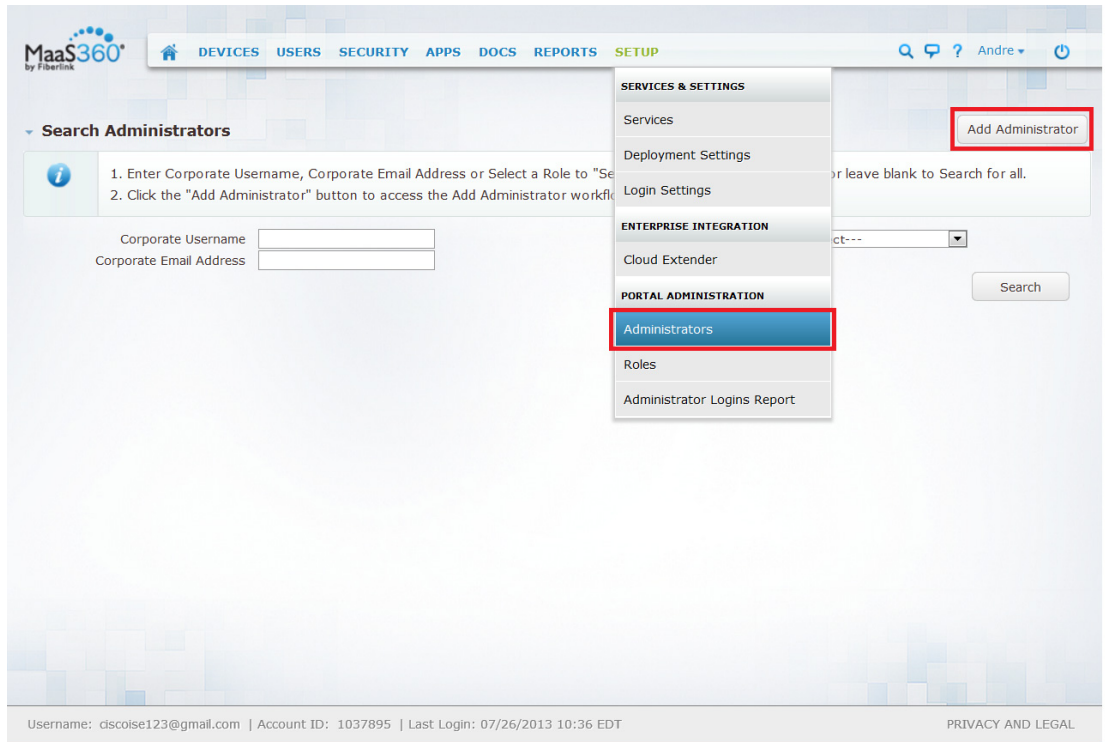 MaaS360
by Fiberlink
DEVICES USERS SECURITY APPS DOCS REPORTS SETUP
? Andre
SERVICES & SETTINGS
Services
Deployment Settings
Login Settings
ENTERPRISE INTEGRATION
Cloud Extender
PORTAL ADMINISTRATION
Administrators
Roles
Administrator Logins Report
Search Administrators
Add Administrator
1. Enter Corporate Username, Corporate Email Address or Select a Role to "Se or leave blank to Search for all.
2. Click the "Add Administrator" button to access the Add Administrator workfl
Corporate Username
ct---
Corporate Email Address
Search
Username: ciscoise123@gmail.com | Account ID: 1037895 | Last Login: 07/26/2013 10:36 EDT
PRIVACY AND LEGAL